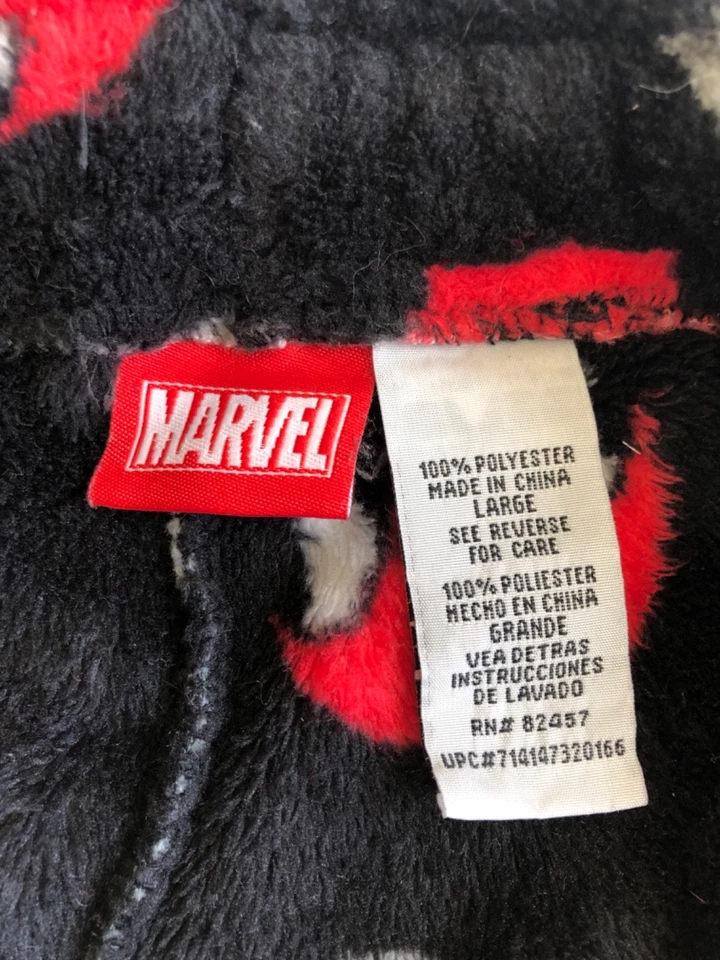 MARVEL
100% POLYESTER
MADE IN CHINA
LARGE
SEE REVERSE
FOR CARE
100% POLIESTER
HECHO EN CHINA
GRANDE
VEA DETRAS
INSTRUCCIONES
DE LAVADO
RN# 82457
UPC#714147320166